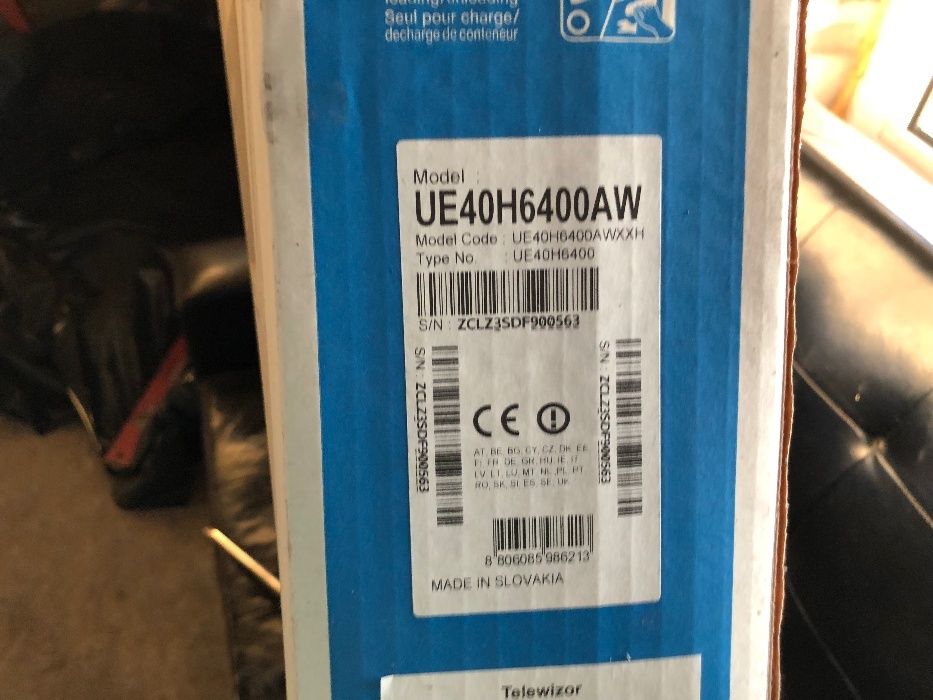 Seul pour charge/
decharge de conteneur
Model :
UE40H6400AW
Model Code : UE40H6400AWXXH
Type No. : UE40H6400
S/N : ZCLZ3SDF900563
S/N : ZCLZ3SDF900563
S/N : ZCLZ3SDF900563
CE
AT, BE, BG, CY, CZ, DK, EE,
FI, FR, DE, GR, HU, IE, IT,
LV, LT, LU, MT, NL, PL, PT,
RO, SK, SI, ES, SE, UK
8 806085 986213
MADE IN SLOVAKIA
Telewizor